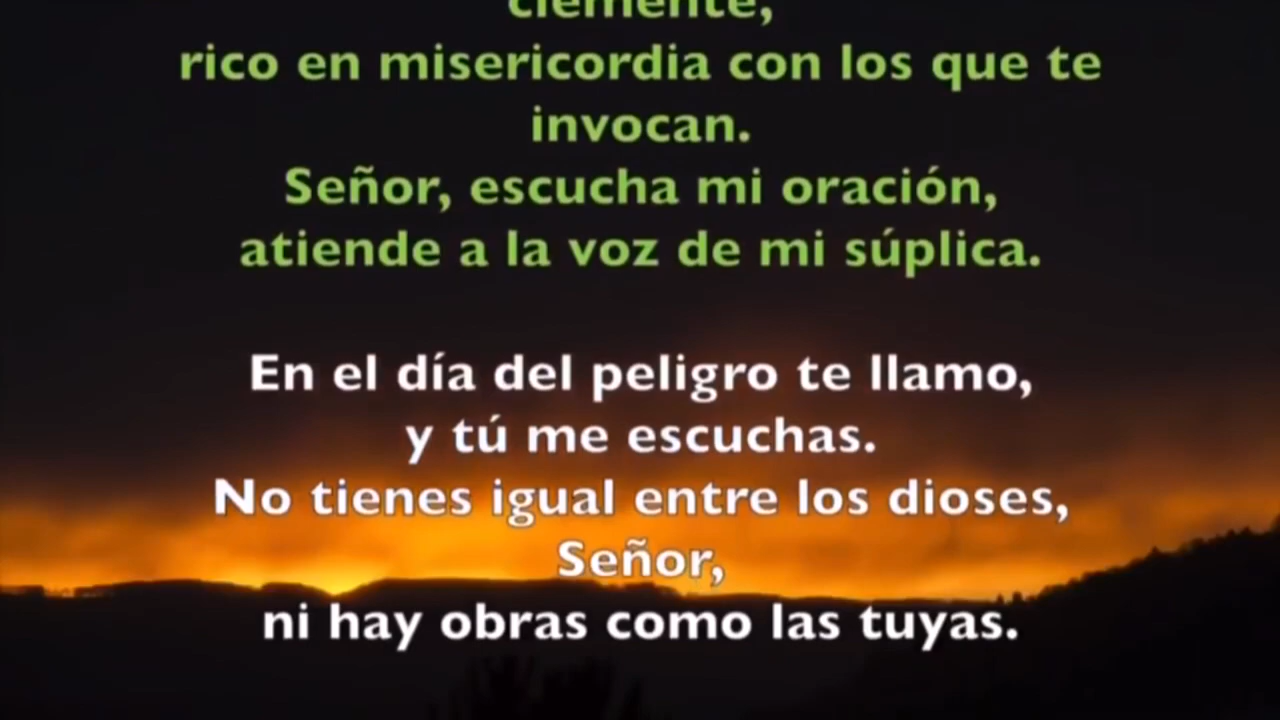 clemente,
rico en misericordia con los que te
invocan.
Señor, escucha mi oración,
atiende a la voz de mi súplica.
En el día del peligro te llamo,
y tú me escuchas.
No tienes igual entre los dioses,
Señor,
ni hay obras como las tuyas.